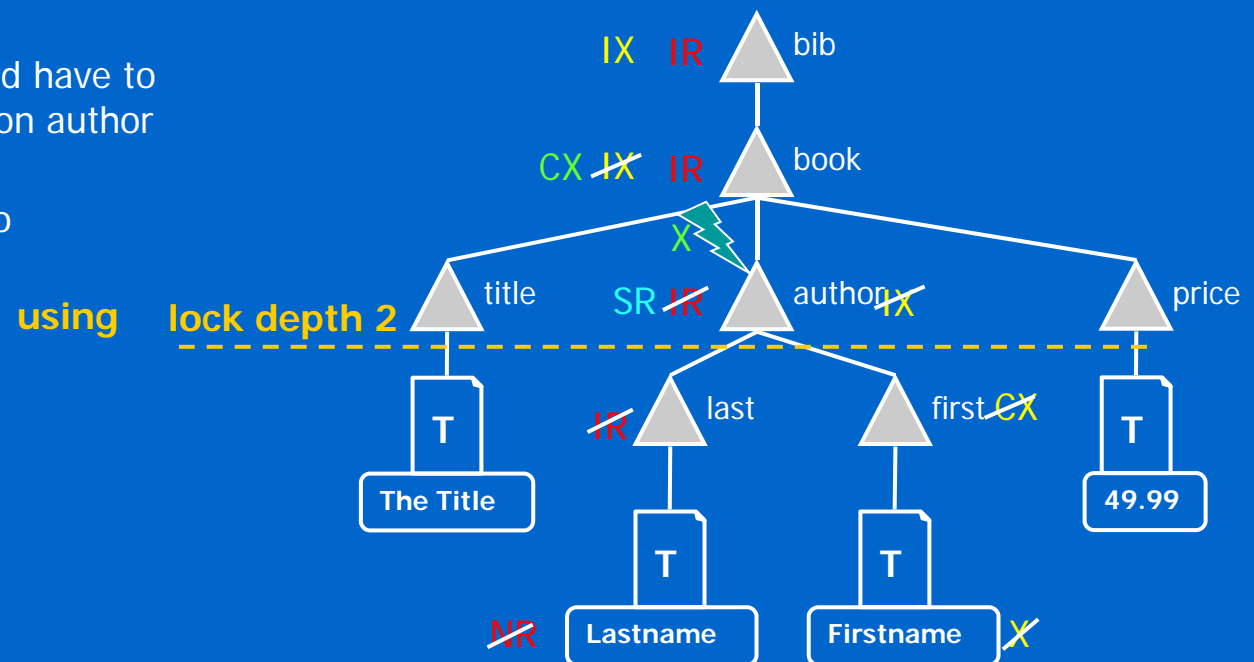 IX IR bib
d have to
on author
CX IX IR book
o
X
title SR IR author IX price
using lock depth 2
IR last first CX
T T
The Title 49.99
T T
NR Lastname Firstname X